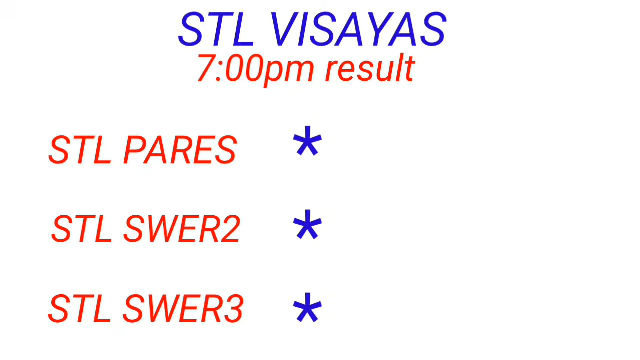 STL VISAYAS
7:00pm result
STL PARES *
STL SWER2 *
STL SWER3 *